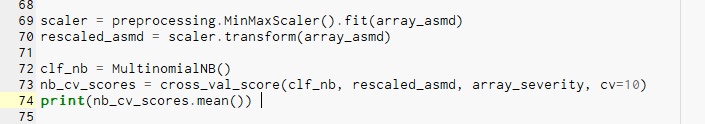 68
69 scaler = preprocessing.MinMaxScaler().fit(array_asmd)
70 rescaled_asmd = scaler.transform(array_asmd)
71
72 clf_nb = MultinomialNB()
73 nb_cv_scores = cross_val_score(clf_nb, rescaled_asmd, array_severity, cv=10)
74 print(nb_cv_scores.mean())
75